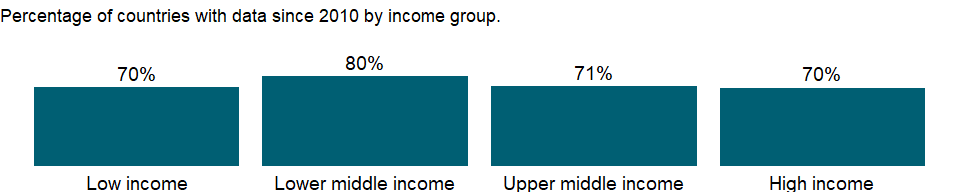 Percentage of countries with data since 2010 by income group.
70%
80%
71%
70%
Low income
Lower middle income
Upper middle income
High income